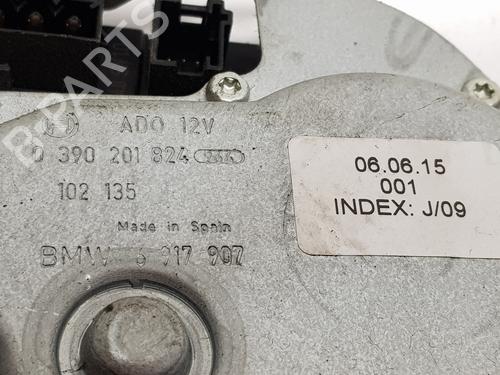 ADO 12V
0 390 201 824
102 135
Made in Spain
BMW 6 917 907
06.06.15
001
INDEX: J/09
B-PARTS